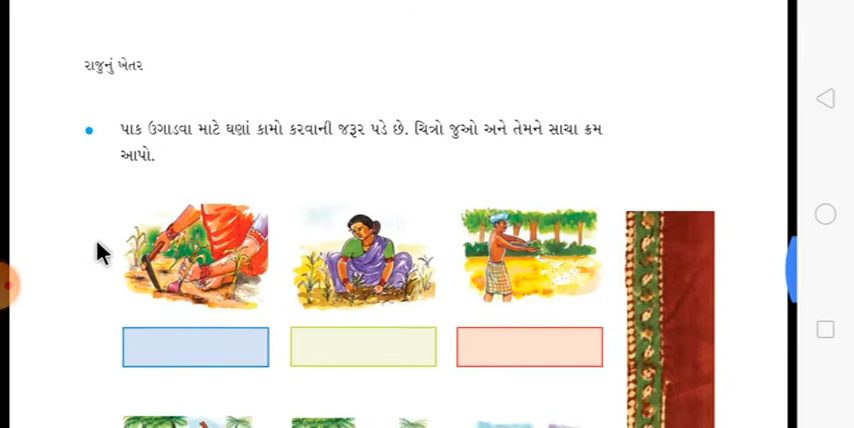 રાજુનું ખેતર
પાક ઉગાડવા માટે ઘણાં કામો કરવાની જરૂર પડે છે. ચિત્રો જુઓ અને તેમને સાચા ક્રમ
આપો.